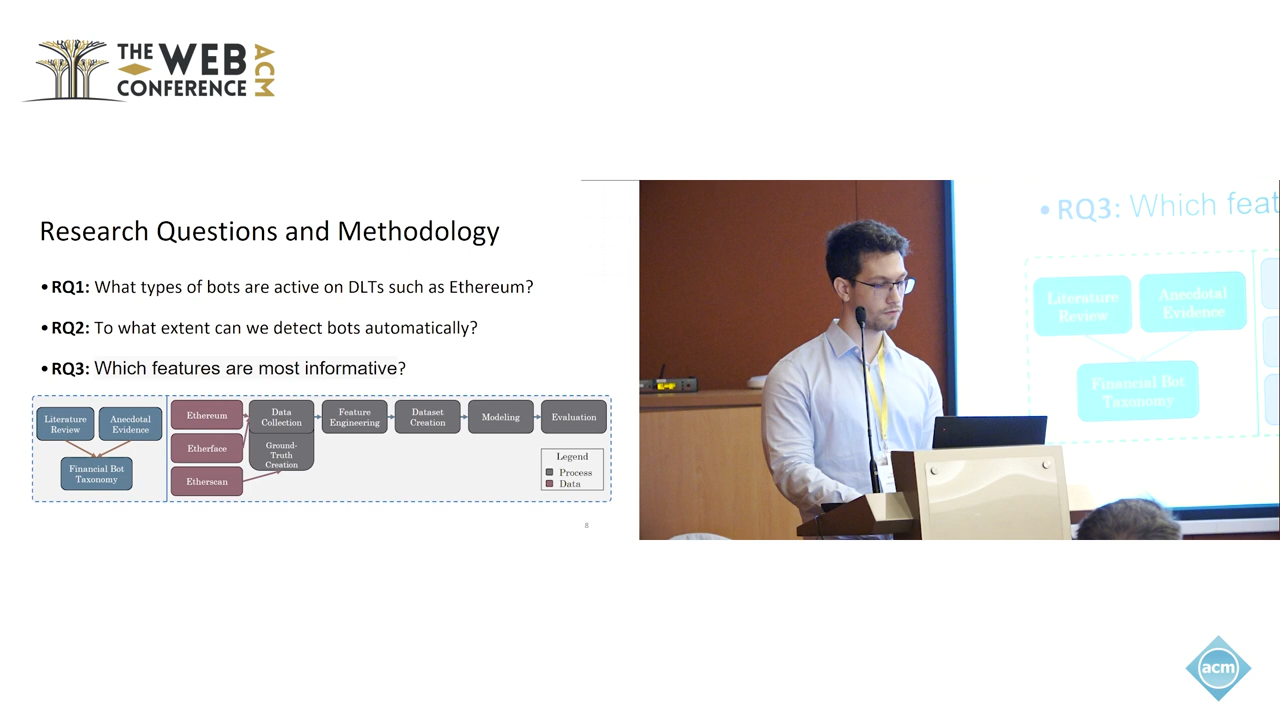 THE WEB
CONFERENCE
ACM
Research Questions and Methodology
• RQ1: What types of bots are active on DLTs such as Ethereum?
• RQ2: To what extent can we detect bots automatically?
• RQ3: Which features are most informative?
Literature
Review
Anecdotal
Evidence
Financial Bot
Taxonomy
Ethereum
Etherface
Etherscan
Data
Collection
Ground-
Truth
Creation
Feature
Engineering
Dataset
Creation
Modeling
Evaluation
Legend
Process
Data
8
• RQ3: Which feat
Literature
Review
Anecdotal
Evidence
Financial Bot
Taxonomy
acm